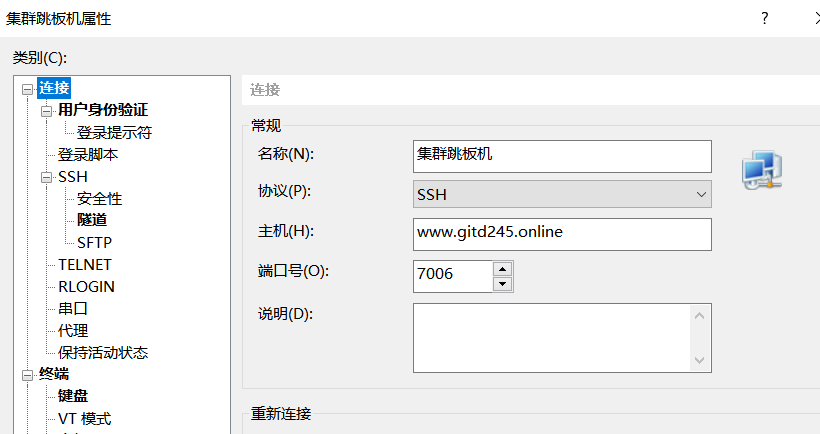 集群跳板机属性
?
类别(C):
连接
用户身份验证
登录提示符
登录脚本
SSH
安全性
隧道
SFTP
TELNET
RLOGIN
串口
代理
保持活动状态
终端
键盘
VT 模式
连接
常规
名称(N):
集群跳板机
协议(P):
SSH
主机(H):
www.gitd245.online
端口号(O):
7006
说明(D):
重新连接